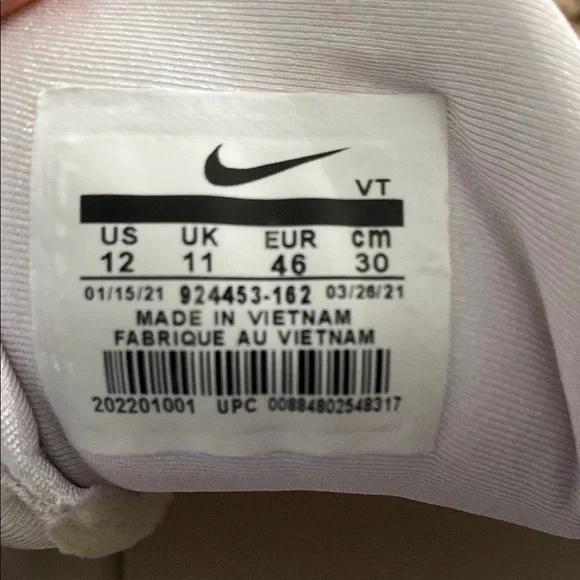 VT
US UK EUR cm
12 11 46 30
01/15/21 924453-162 03/26/21
MADE IN VIETNAM
FABRIQUE AU VIETNAM
202201001 UPC 00884802548317